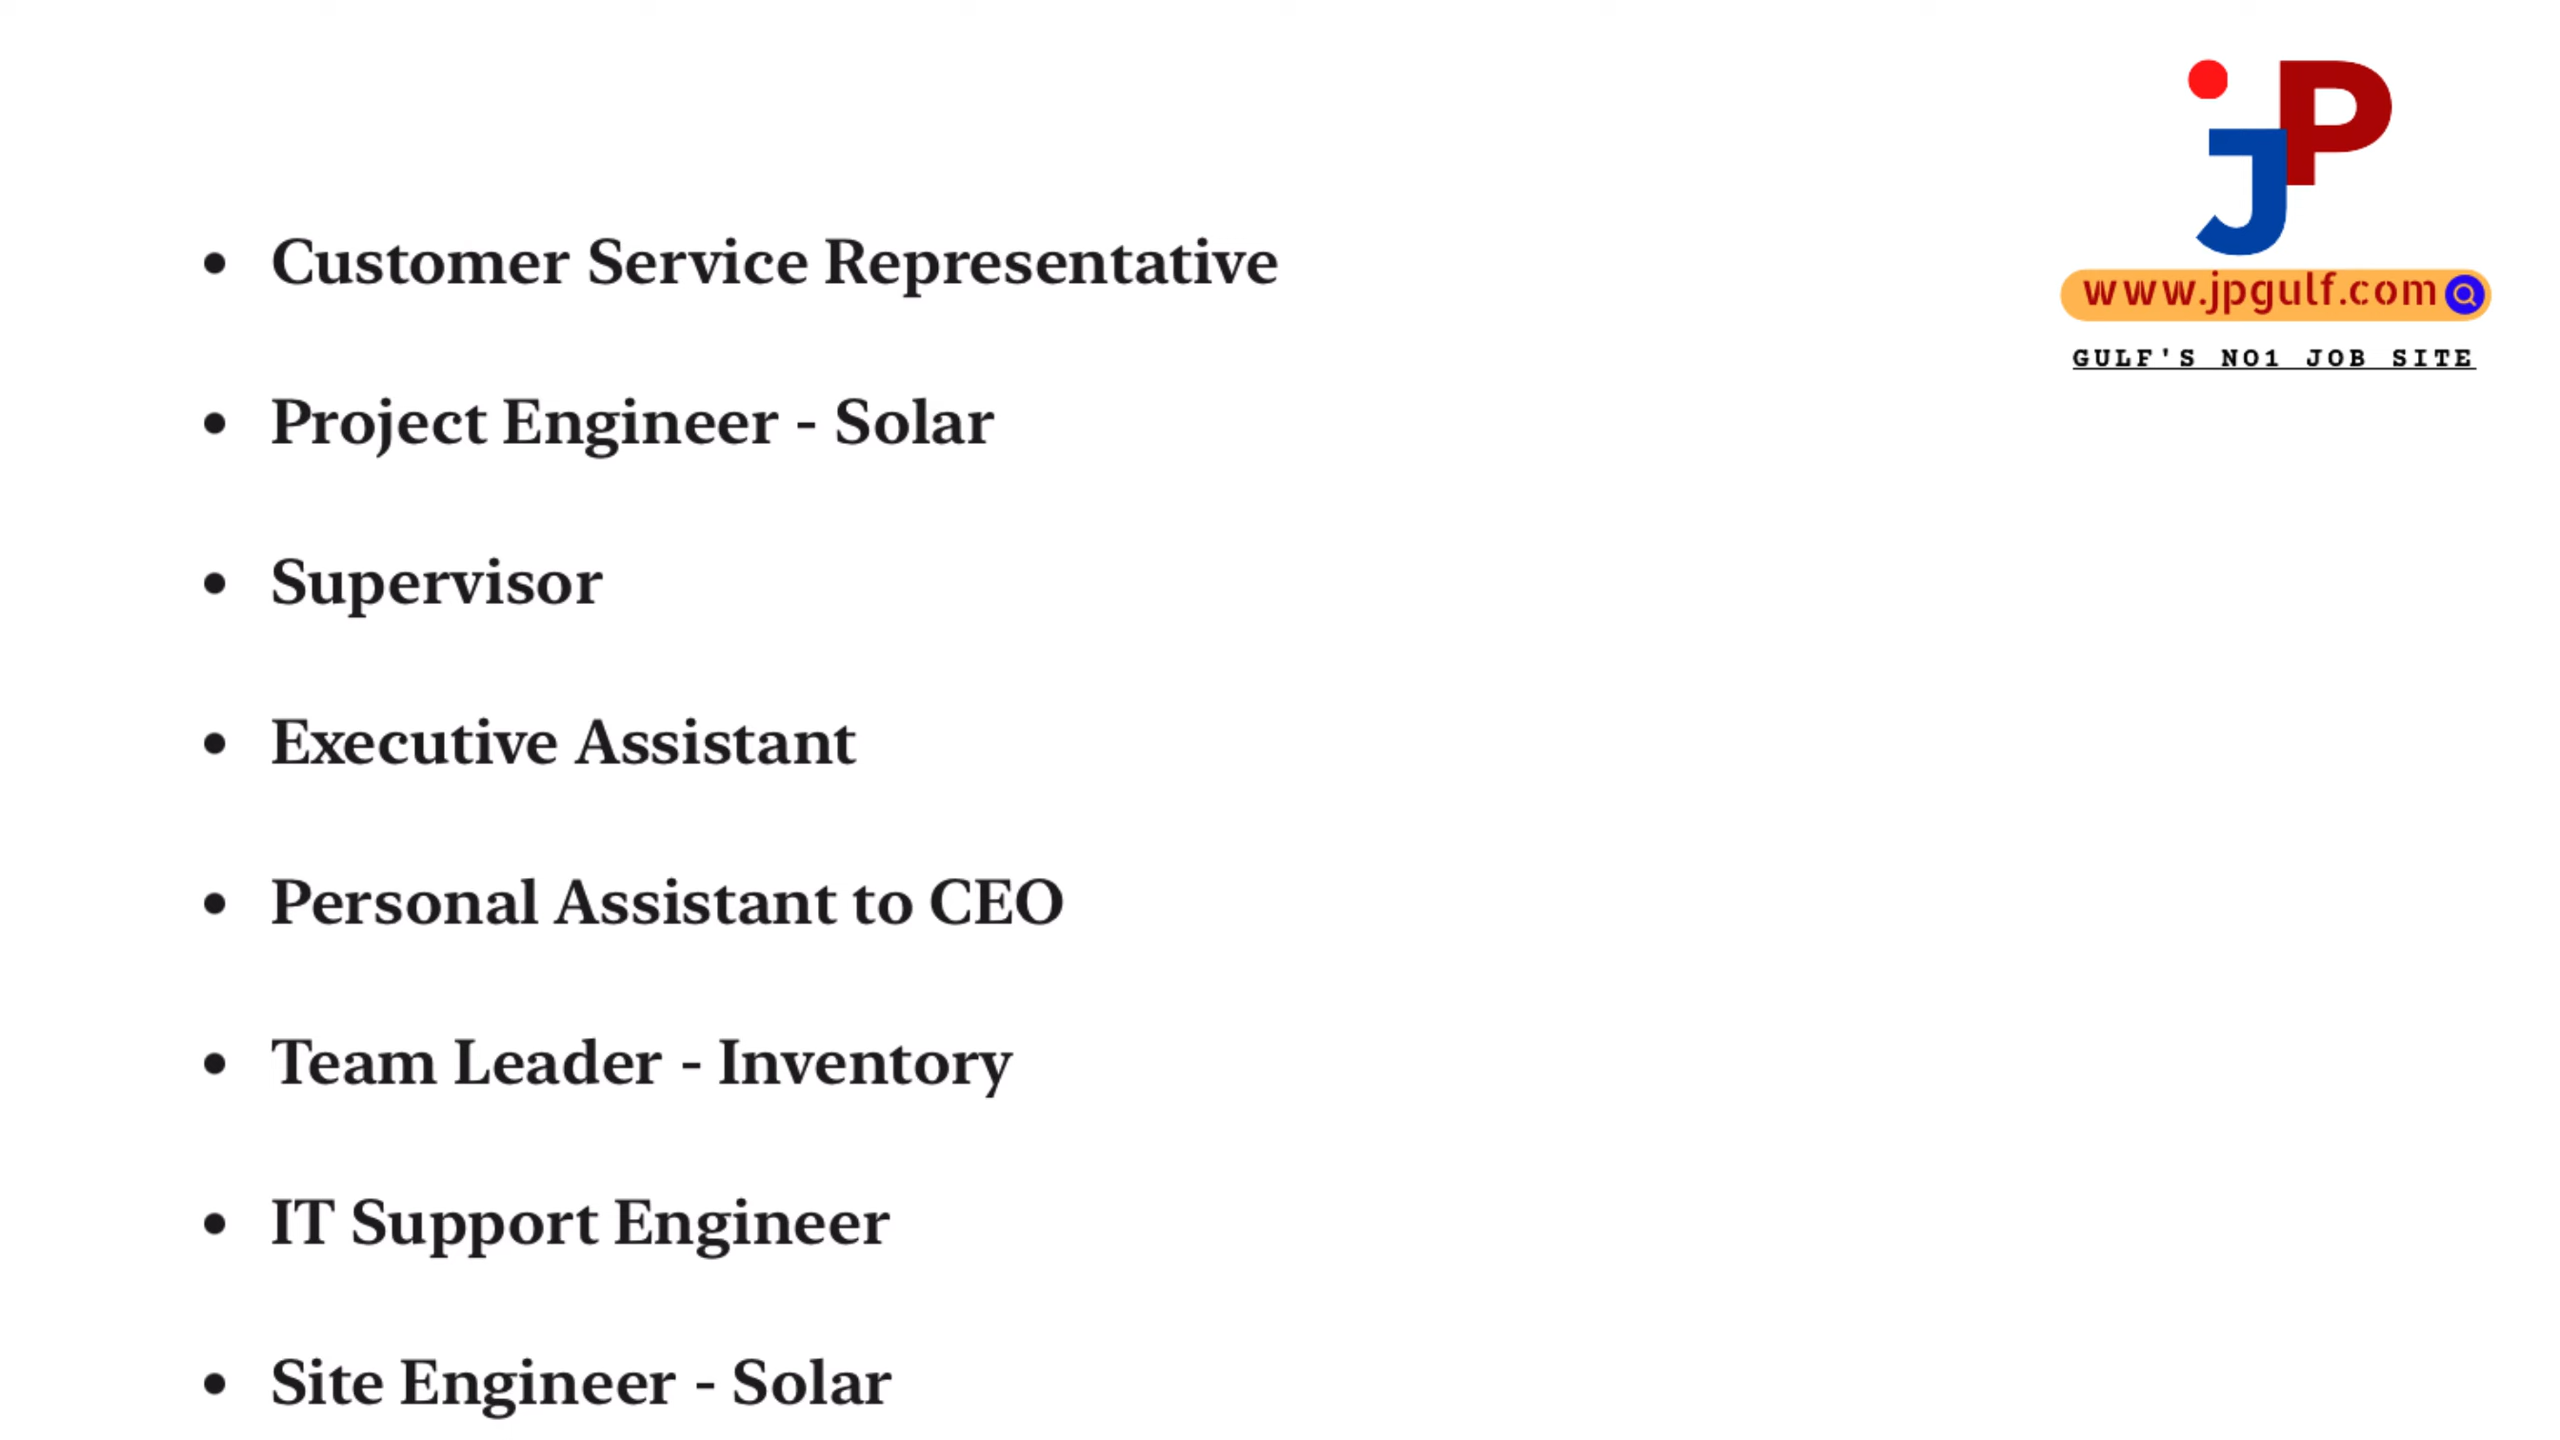 JP
www.jpgulf.com
GULF'S NO1 JOB SITE
• Customer Service Representative
• Project Engineer - Solar
• Supervisor
• Executive Assistant
• Personal Assistant to CEO
• Team Leader - Inventory
• IT Support Engineer
• Site Engineer - Solar